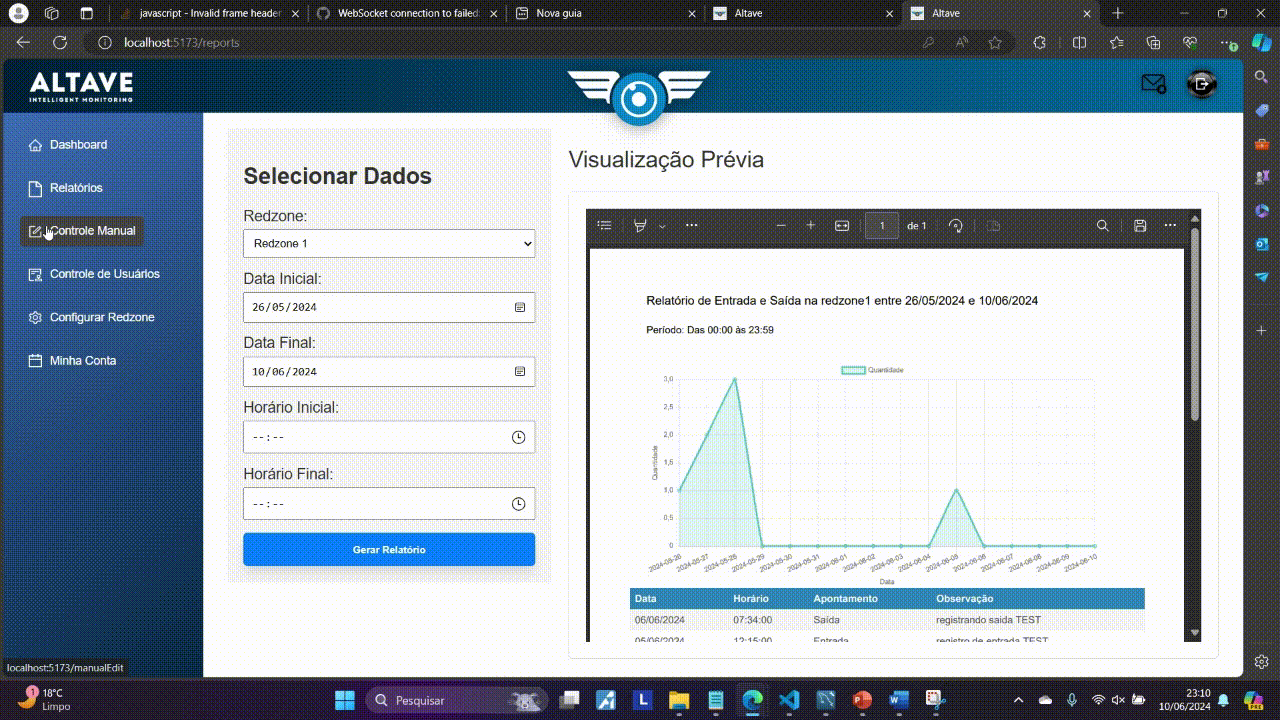 javascript - Invalid frame header
WebSocket connection to failed:
Nova guia
Altave
Altave
localhost:5173/reports
ALTAVE
INTELLIGENT MONITORING
Dashboard
Relatórios
Controle Manual
Controle de Usuários
Configurar Redzone
Minha Conta
Selecionar Dados
Redzone:
Redzone 1
Data Inicial:
26/05/2024
Data Final:
10/06/2024
Horário Inicial:
--:--
Horário Final:
--:--
Gerar Relatório
Visualização Prévia
1 de 1
Relatório de Entrada e Saída na redzone1 entre 26/05/2024 e 10/06/2024
Período: Das 00:00 às 23:59
Quantidade
3,0
2,5
2,0
1,5
1,0
0,5
0
Quantidade
2024-05-26 2024-05-27 2024-05-28 2024-05-29 2024-05-30 2024-05-31 2024-06-01 2024-06-02 2024-06-03 2024-06-04 2024-06-05 2024-06-06 2024-06-07 2024-06-08 2024-06-09 2024-06-10
Data
Data Horário Apontamento Observação
06/06/2024 07:34:00 Saída registrando saida TEST
05/06/2024 12:15:00 Entrada registro de entrada TEST
localhost:5173/manualEdit
1
18°C
Limpo
Pesquisar
23:10
10/06/2024